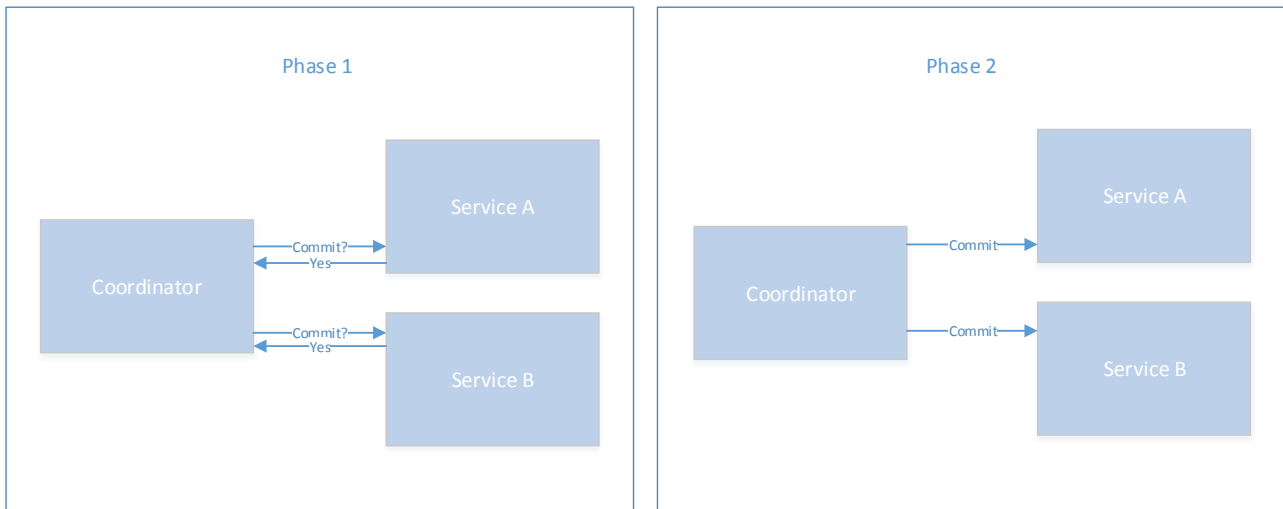 Phase 1
Service A
Commit?
Yes
Coordinator
Commit?
Yes
Service B
Phase 2
Service A
Commit
Coordinator
Commit
Service B